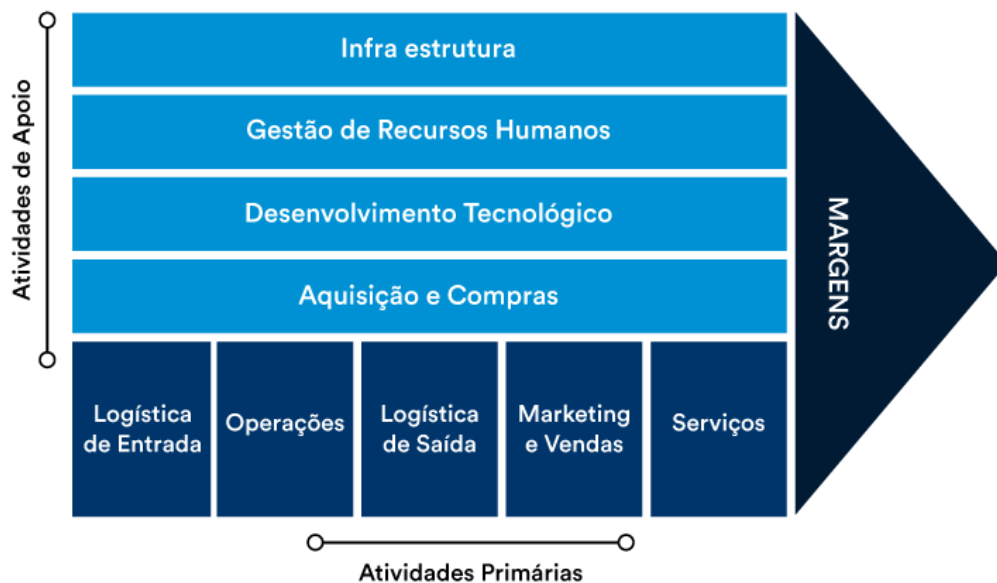 Atividades de Apoio
Infra estrutura
Gestão de Recursos Humanos
Desenvolvimento Tecnológico
Aquisição e Compras
Logística
de Entrada
Operações
Logística
de Saída
Marketing
e Vendas
Serviços
MARGENS
Atividades Primárias